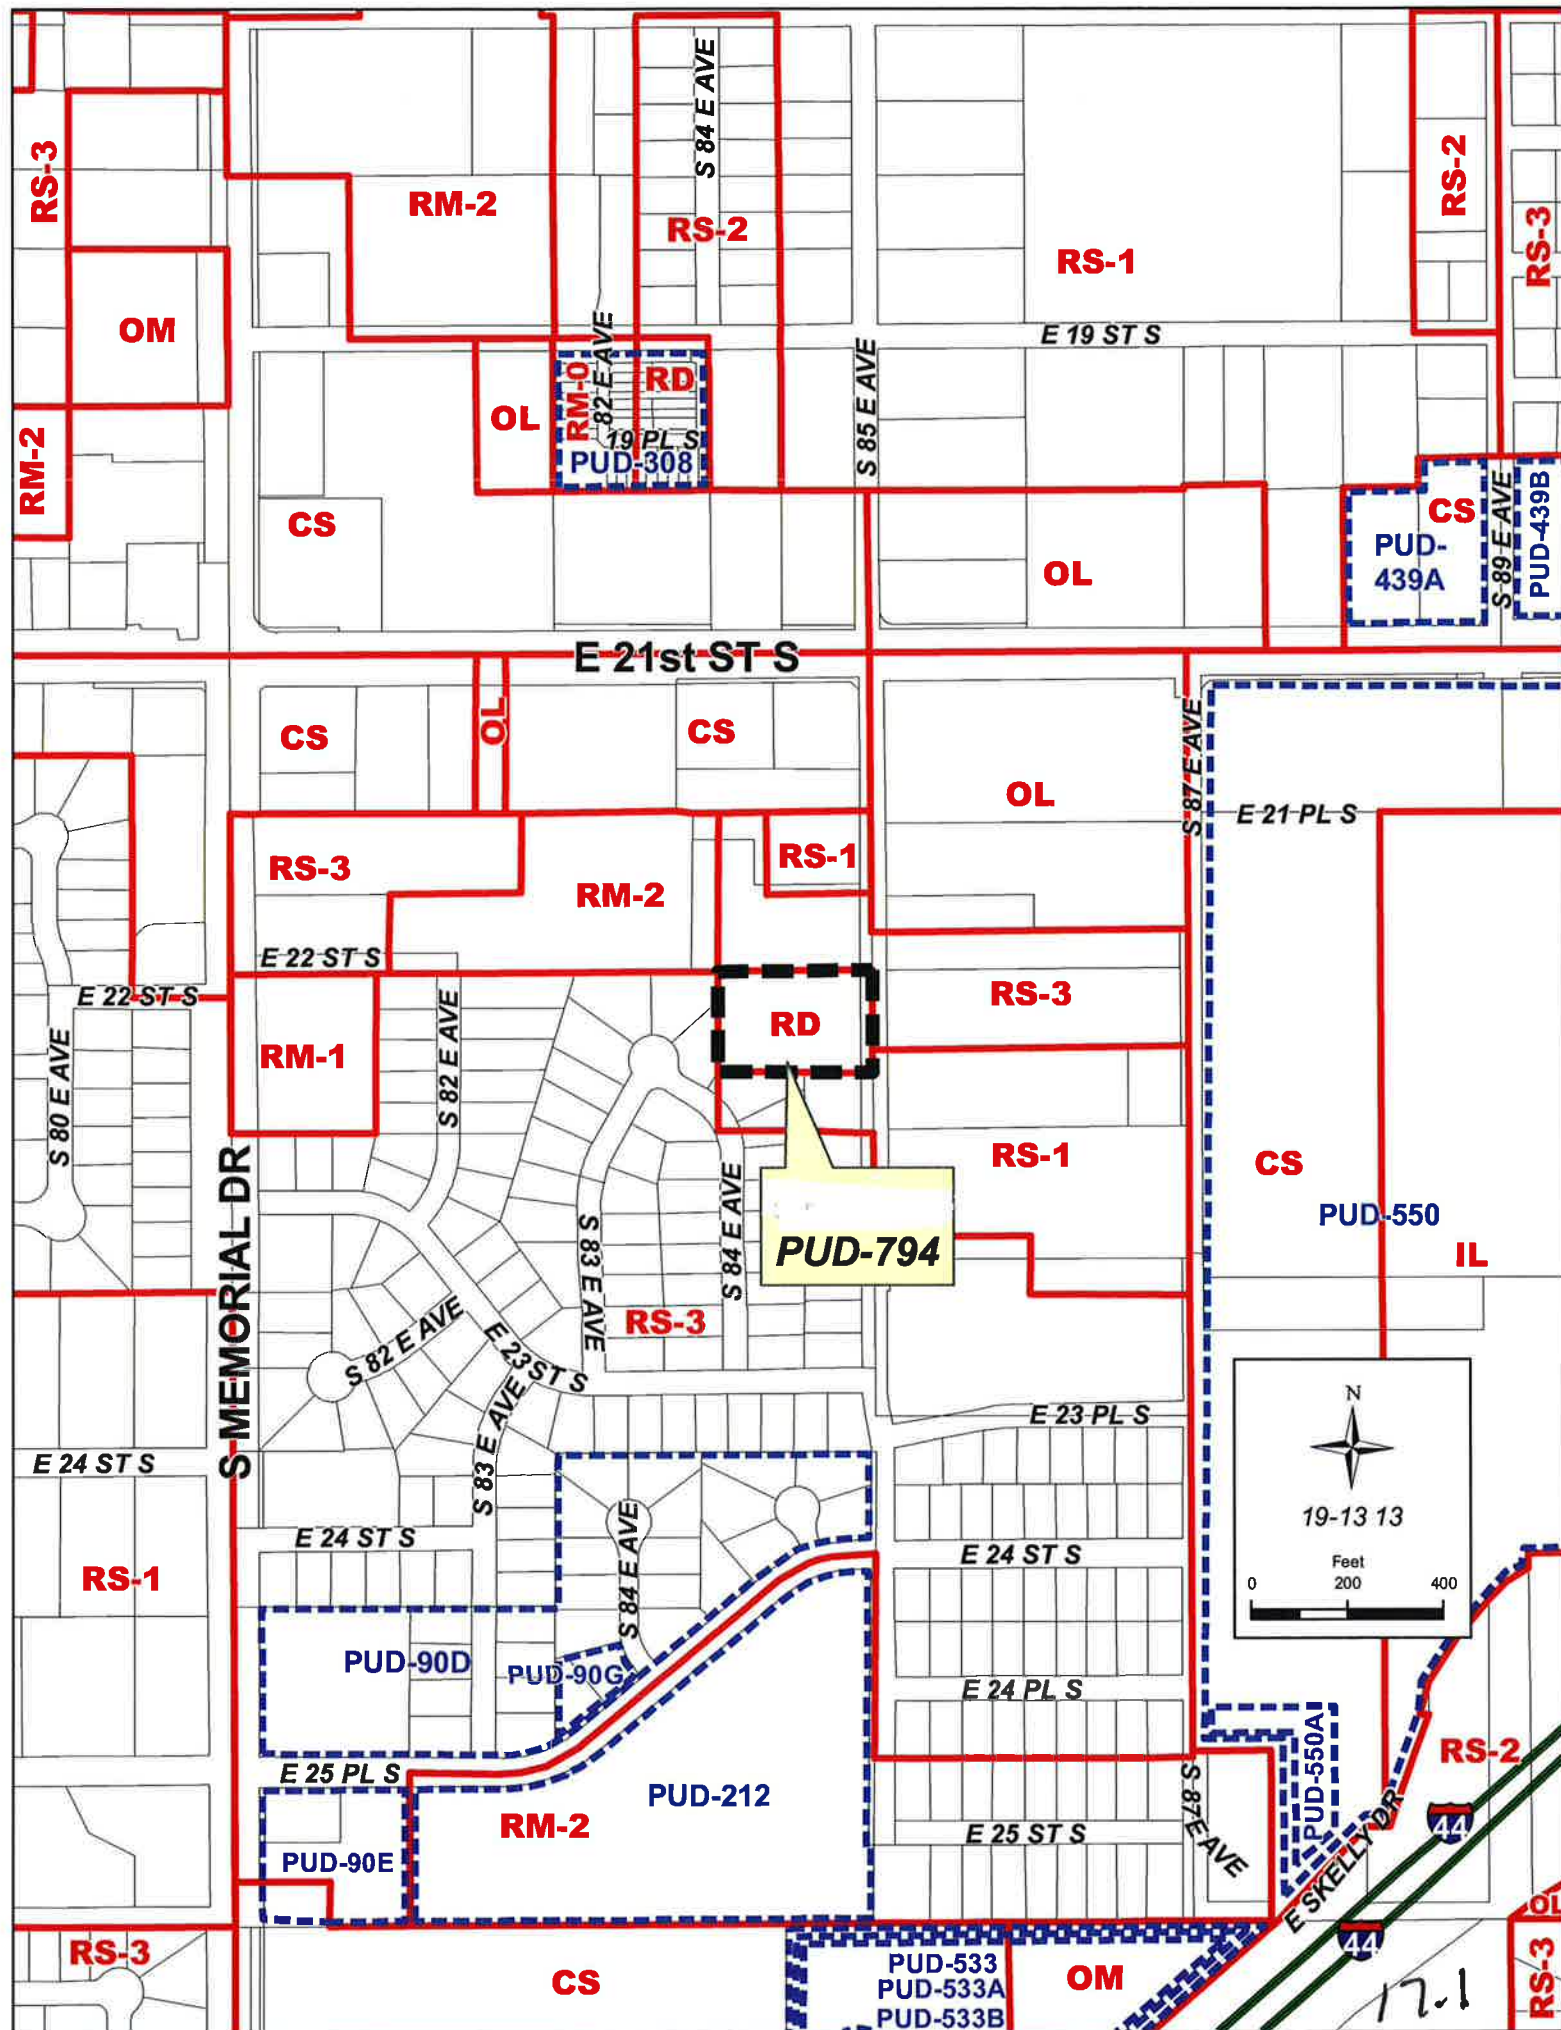 S 84 E AVE
RS-3
RM-2
RS-2
RS-2
RS-3
RS-1
OM
82 E AVE
E 19 ST S
RM-0
RD
S 85 E AVE
OL
19 PL S
PUD-308
RM-2
CS
CS
PUD-
439A
S 89 E AVE
PUD-439B
OL
E 21st ST S
CS
OL
CS
S 87 E AVE
OL
E 21 PL S
RS-3
RM-2
RS-1
E 22 ST S
E 22 ST S
RS-3
RD
RM-1
S 82 E AVE
S 80 E AVE
RS-1
CS
S 84 E AVE
S 83 E AVE
PUD-550
PUD-794
IL
S MEMORIAL DR
S 82 E AVE
E 23 ST S
RS-3
S 83 E AVE
E 23 PL S
N
E 24 ST S
19-13 13
E 24 ST S
E 24 ST S
Feet
0 200 400
RS-1
S 84 E AVE
PUD-90D
PUD-90G
E 24 PL S
PUD-550A
RS-2
E 25 PL S
PUD-212
S 87 E AVE
RM-2
E 25 ST S
44
PUD-90E
E SKELLY DR
OL
44
RS-3
CS
PUD-533
PUD-533A
PUD-533B
OM
RS-3
17.1